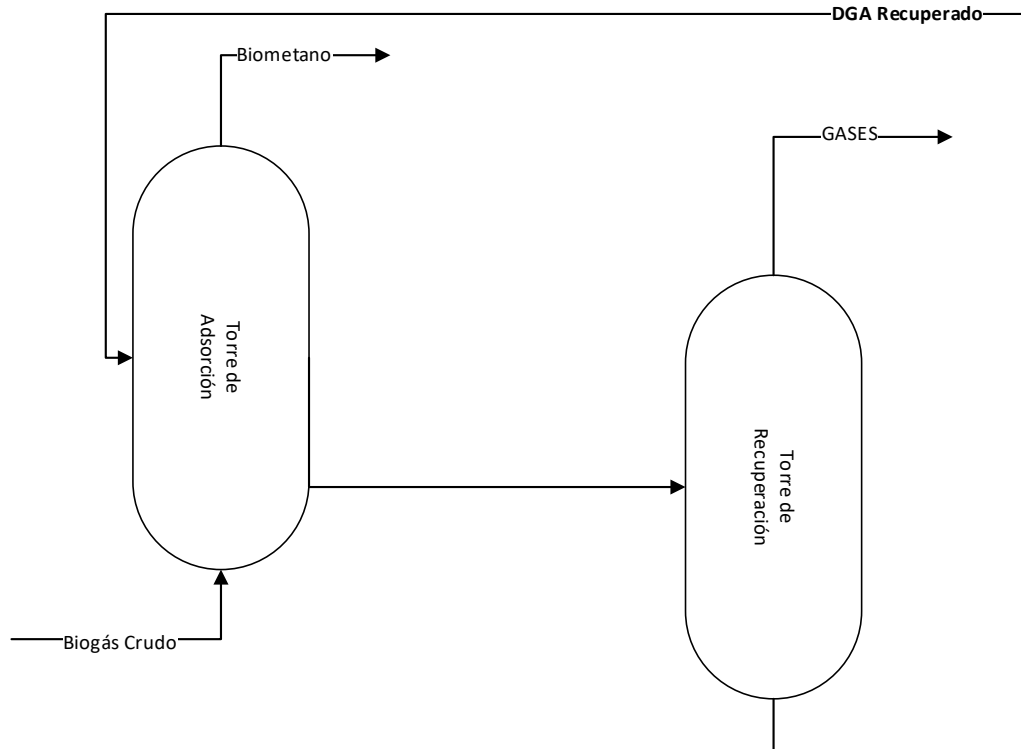 DGA Recuperado
Biometano
GASES
Torre de
Adsorción
Torre de
Recuperación
Biogás Crudo